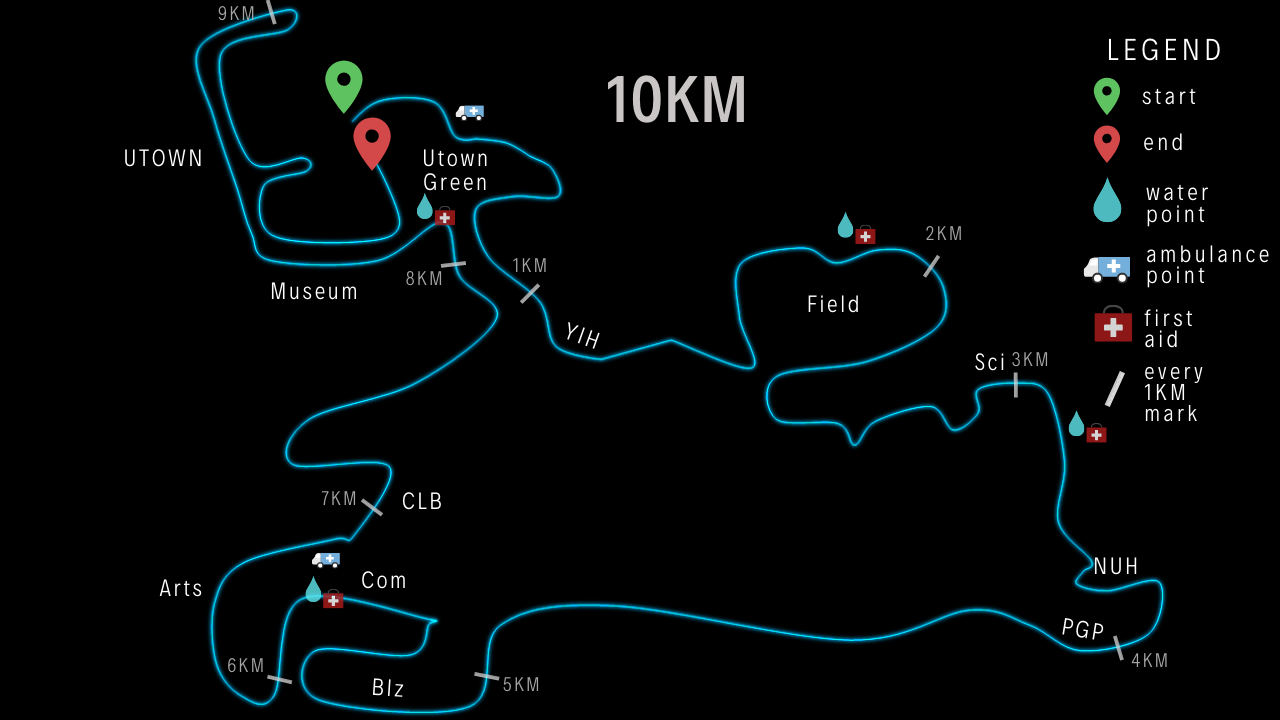 9KM
10KM
LEGEND
start
end
water
point
ambulance
point
first
aid
every
1KM
mark
UTOWN
Utown
Green
Museum
8KM
1KM
YIH
Field
2KM
Sci
3KM
7KM
CLB
Arts
Com
NUH
PGP
4KM
6KM
BIz
5KM